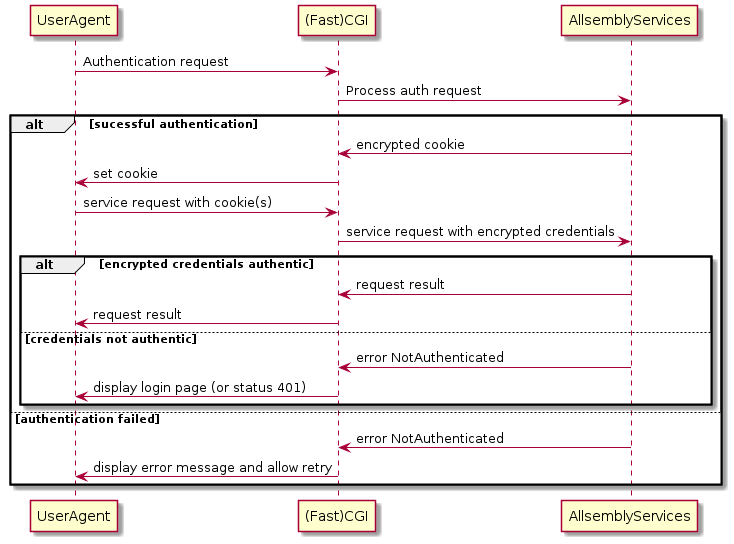 UserAgent (Fast)CGI AllsemblyServices
Authentication request
Process auth request
alt [sucessful authentication]
encrypted cookie
set cookie
service request with cookie(s)
service request with encrypted credentials
alt [encrypted credentials authentic]
request result
request result
[credentials not authentic]
error NotAuthenticated
display login page (or status 401)
[authentication failed]
error NotAuthenticated
display error message and allow retry
UserAgent (Fast)CGI AllsemblyServices